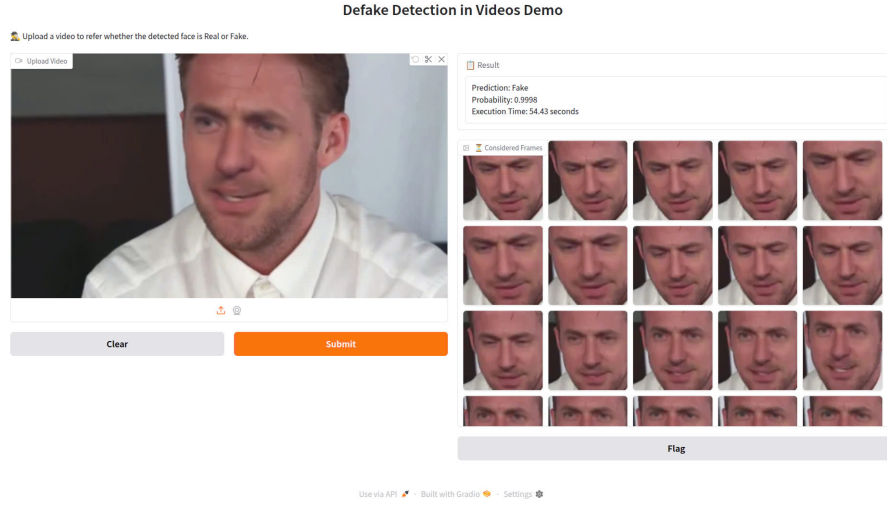 Defake Detection in Videos Demo
🕵️ Upload a video to refer whether the detected face is Real or Fake.
Upload Video
Result
Prediction: Fake
Probability: 0.9998
Execution Time: 54.43 seconds
⏳ Considered Frames
Clear
Submit
Flag
Use via API 🚀 · Built with Gradio · Settings ⚙️